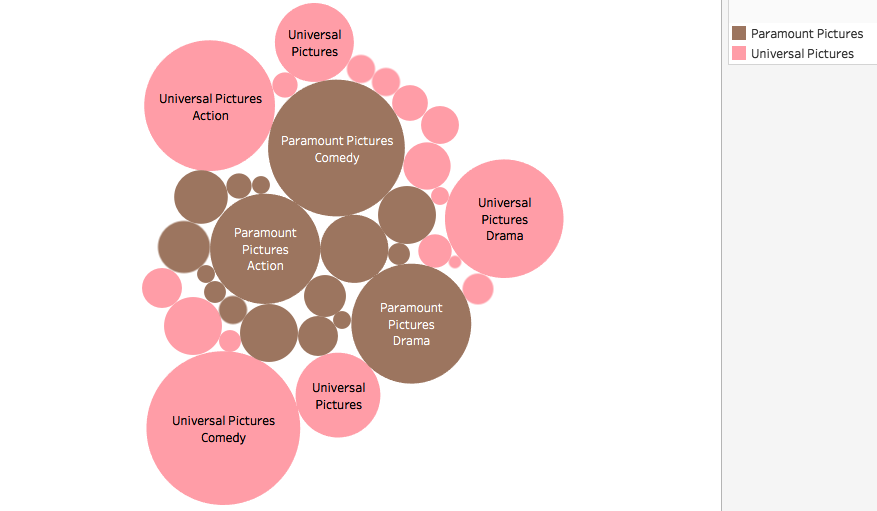 Universal
Pictures
Paramount Pictures
Universal Pictures
Universal Pictures
Action
Paramount Pictures
Comedy
Universal
Pictures
Drama
Paramount
Pictures
Action
Paramount
Pictures
Drama
Universal
Pictures
Universal Pictures
Comedy